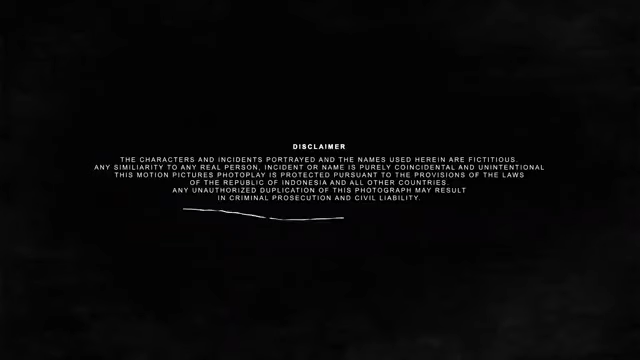 DISCLAIMER
THE CHARACTERS AND INCIDENTS PORTRAYED AND THE NAMES USED HEREIN ARE FICTITIOUS.
ANY SIMILIARITY TO ANY REAL PERSON, INCIDENT OR NAME IS PURELY COINCIDENTAL AND UNINTENTIONAL
THIS MOTION PICTURES PHOTOPLAY IS PROTECTED PURSUANT TO THE PROVISIONS OF THE LAWS
OF THE REPUBLIC OF INDONESIA AND ALL OTHER COUNTRIES.
ANY UNAUTHORIZED DUPLICATION OF THIS PHOTOGRAPH MAY RESULT
IN CRIMINAL PROSECUTION AND CIVIL LIABILITY.